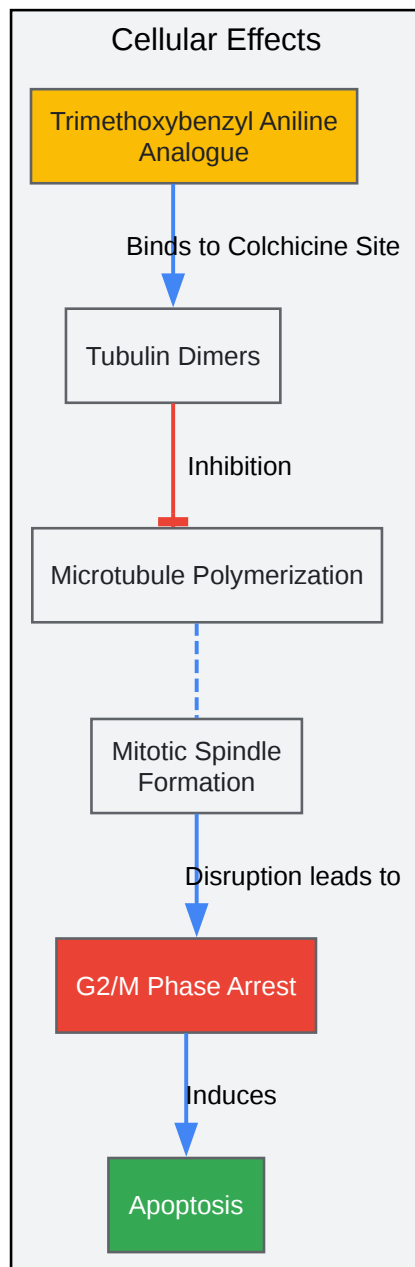 Cellular Effects
Trimethoxybenzyl Aniline
Analogue
Binds to Colchicine Site
Tubulin Dimers
Inhibition
Microtubule Polymerization
Mitotic Spindle
Formation
Disruption leads to
G2/M Phase Arrest
Induces
Apoptosis